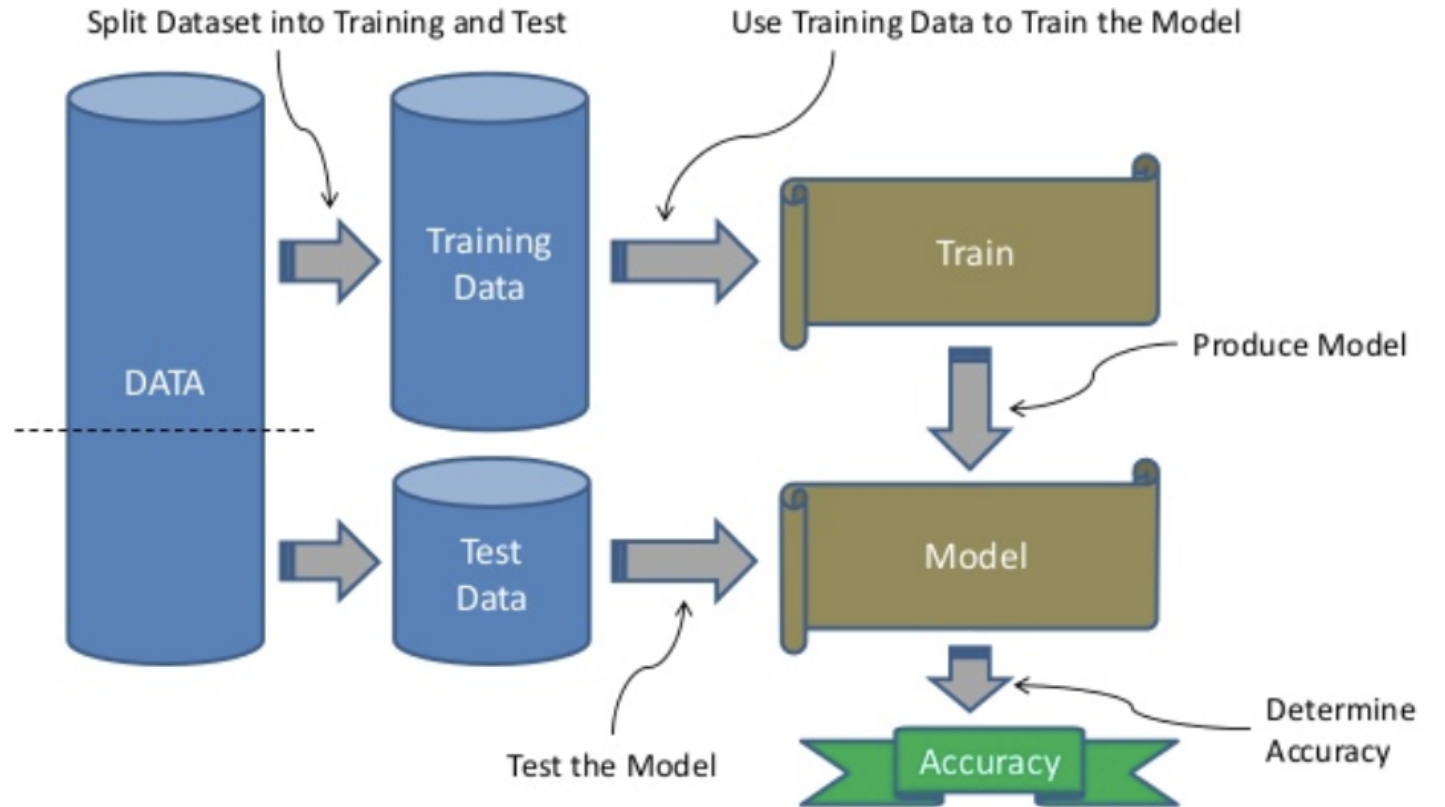 Split Dataset into Training and Test
Use Training Data to Train the Model
Training
Data
Train
Produce Model
DATA
Test
Data
Model
Test the Model
Determine
Accuracy
Accuracy